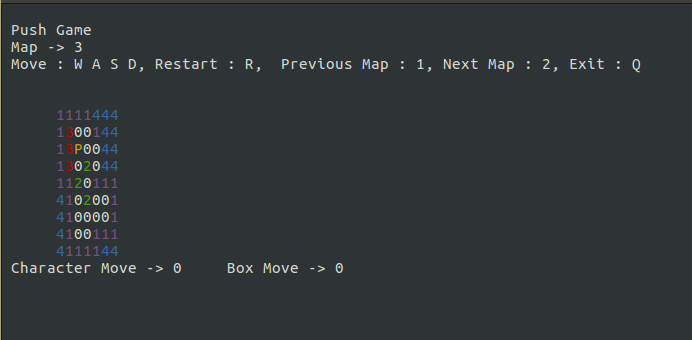 Push Game
Map -> 3
Move : W A S D, Restart : R,  Previous Map : 1, Next Map : 2, Exit : Q
1111444
1300144
13P0044
1302044
1120111
4102001
4100001
4100111
4111144
Character Move -> 0     Box Move -> 0